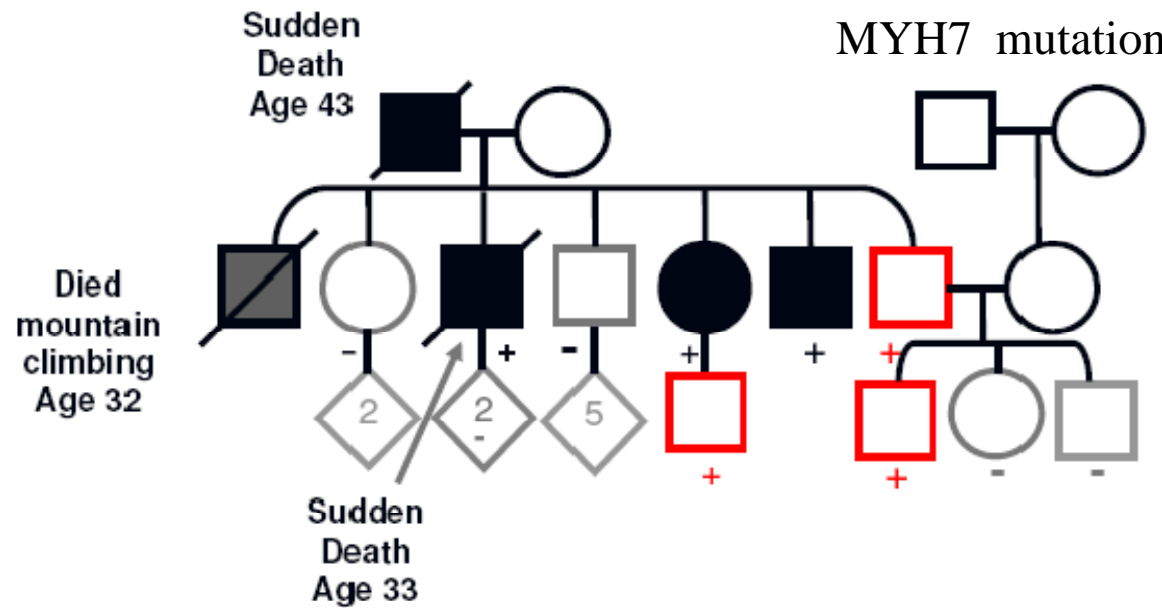 Sudden
Death
Age 43
MYH7 mutation
Died
mountain
climbing
Age 32
- + - + + +
2 2 5
-
+ + - -
Sudden
Death
Age 33